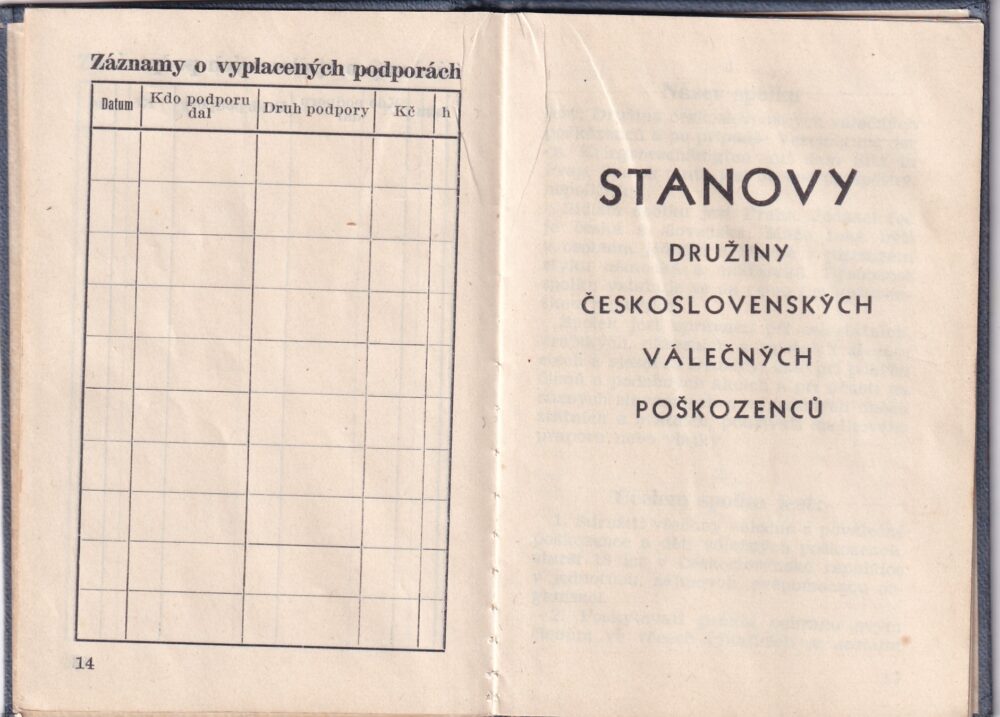 Záznamy o vyplacených podporách
Datum
Kdo podporu
dal
Druh podpory
Kč
h
14
STANOVY
DRUŽINY
ČESKOSLOVENSKÝCH
VÁLEČNÝCH
POŠKOZENCŮ